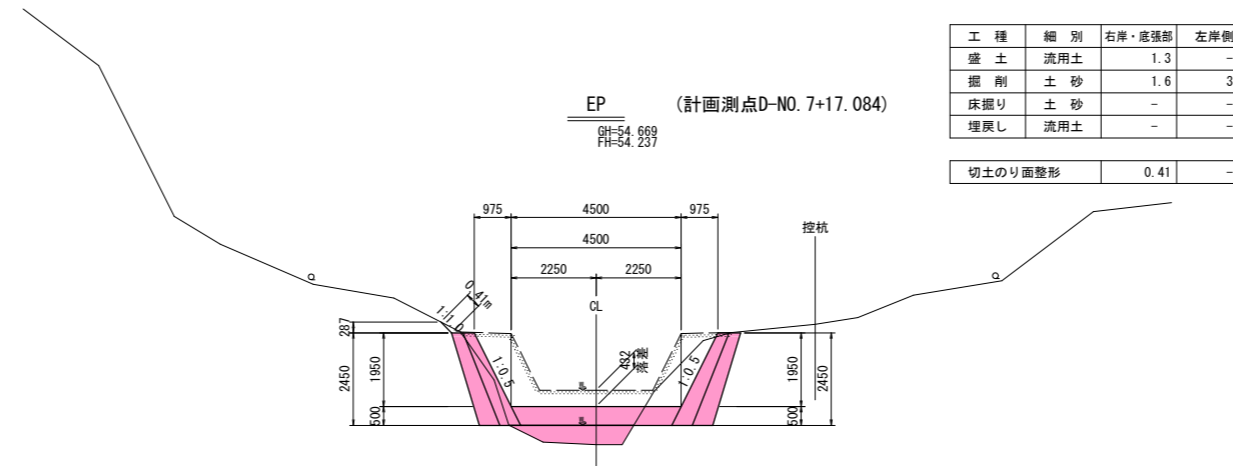 工 種 細 別 右岸・底張部 左岸側
盛 土 流用土 1.3 -
掘 削 土 砂 1.6 3
床掘り 土 砂 - -
埋戻し 流用土 - -
切土のり面整形 0.41 -
EP (計画測点D-NO.7+17.084)
GH=54.669
FH=54.237
975 4500 975
4500
2250 2250
CL
控杭
0.41m
1:1.0
287
2450
1950
500
1:0.5
432
落差
1:0.5
1950
2450
500